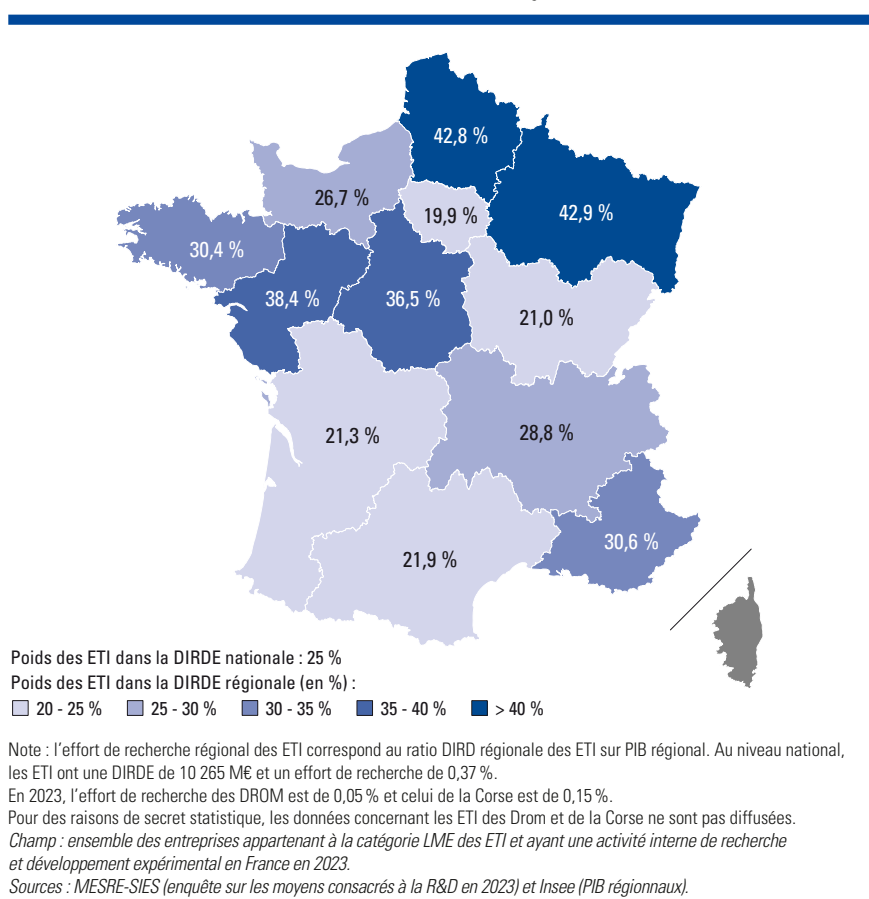 42,8 %
26,7 %
19,9 %
42,9 %
30,4 %
38,4 %
36,5 %
21,0 %
21,3 %
28,8 %
30,6 %
21,9 %
Poids des ETI dans la DIRDE nationale : 25 %
Poids des ETI dans la DIRDE régionale (en %) :
20 - 25 % 25 - 30 % 30 - 35 % 35 - 40 % > 40 %
Note : l'effort de recherche régional des ETI correspond au ratio DIRD régionale des ETI sur PIB régional. Au niveau national,
les ETI ont une DIRDE de 10 265 M€ et un effort de recherche de 0,37 %.
En 2023, l'effort de recherche des DROM est de 0,05 % et celui de la Corse est de 0,15 %.
Pour des raisons de secret statistique, les données concernant les ETI des Drom et de la Corse ne sont pas diffusées.
Champ : ensemble des entreprises appartenant à la catégorie LME des ETI et ayant une activité interne de recherche
et développement expérimental en France en 2023.
Sources : MESRE-SIES (enquête sur les moyens consacrés à la R&D en 2023) et Insee (PIB régionnaux).